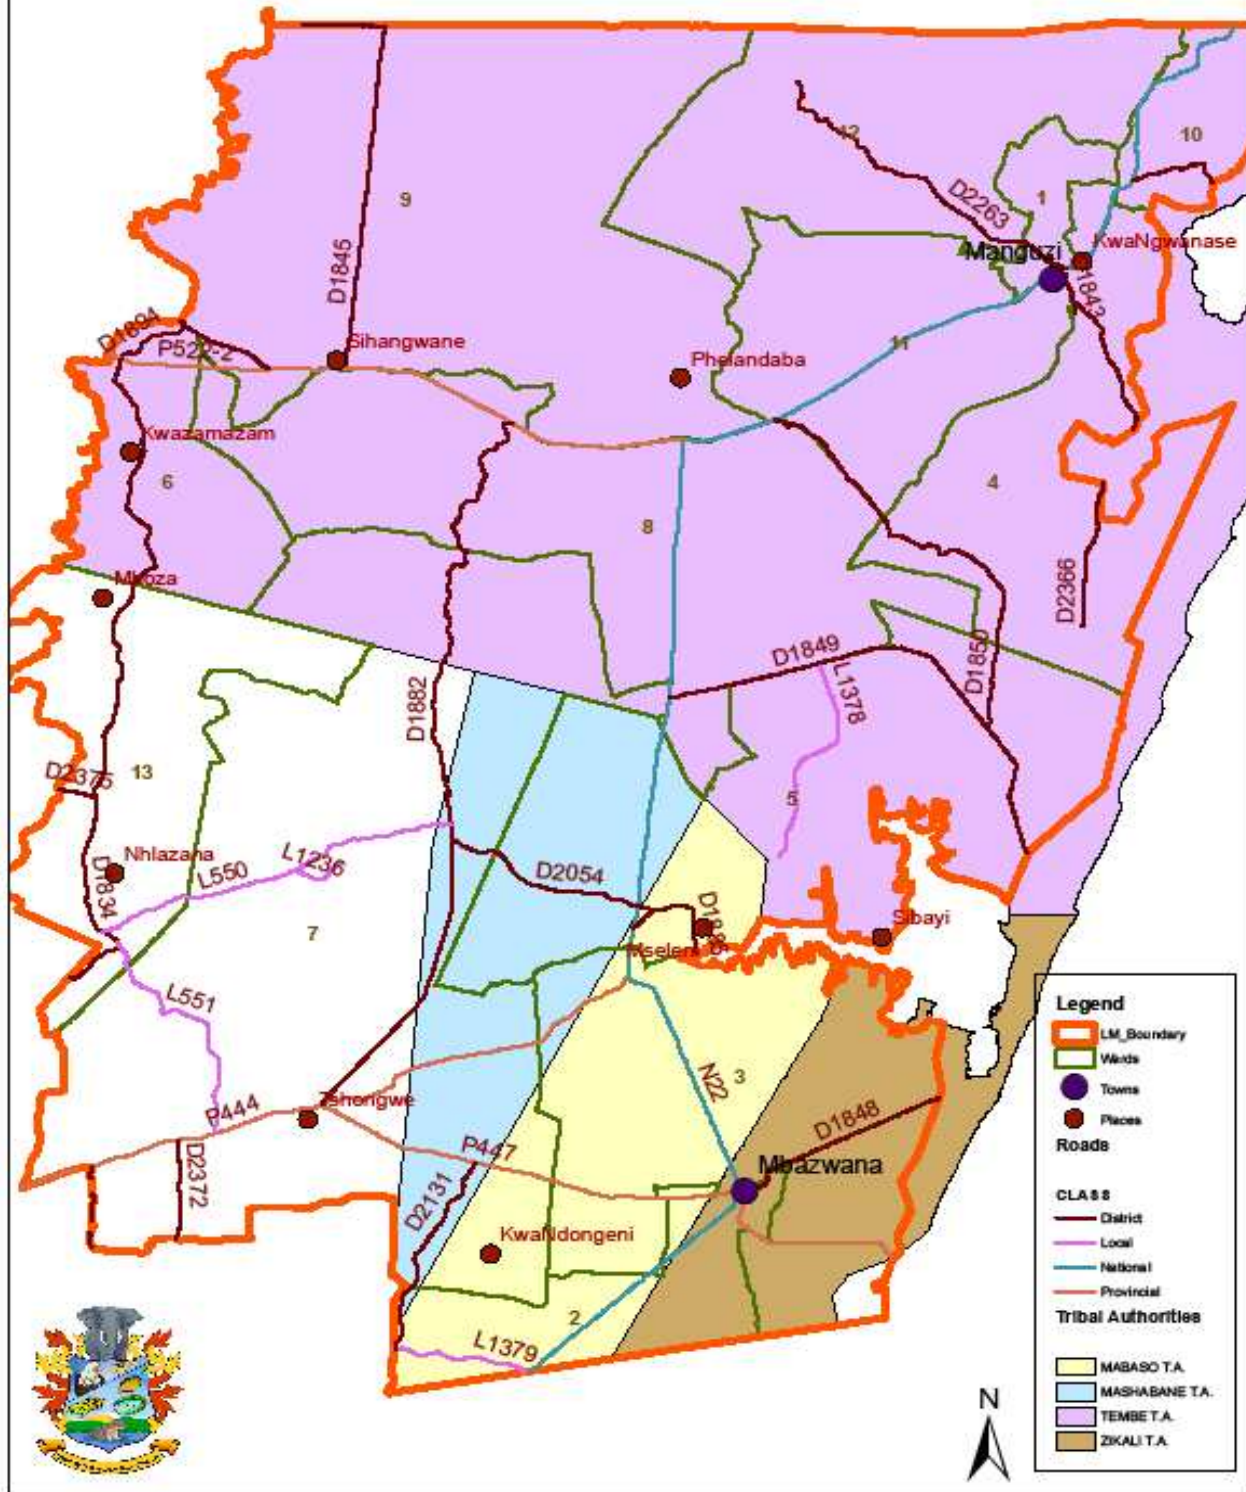 12
10
9
D2263
1
KwaNgwanase
Manguzi
D1845
D1843
D1894
Sihangwane
P522-2
11
Phelandaba
Kwazamazam
6
4
8
Mboza
D2366
D1849
D1850
L1378
D1882
13
D2375
5
Nhlazana
L1236
L550
D2054
D1834
7
Sibayi
Mseleni
L551
3
N22
Tshongwe
P444
D1848
P447
Mbazwana
D2372
D2131
KwaNdongeni
2
L1379
Legend
LM_Boundary
Wards
Towns
Places
Roads
CLASS
District
Local
National
Provincial
Tribal Authorities
MABASO T.A.
MASHABANE T.A.
TEMBE T.A.
ZIKALI T.A.
N